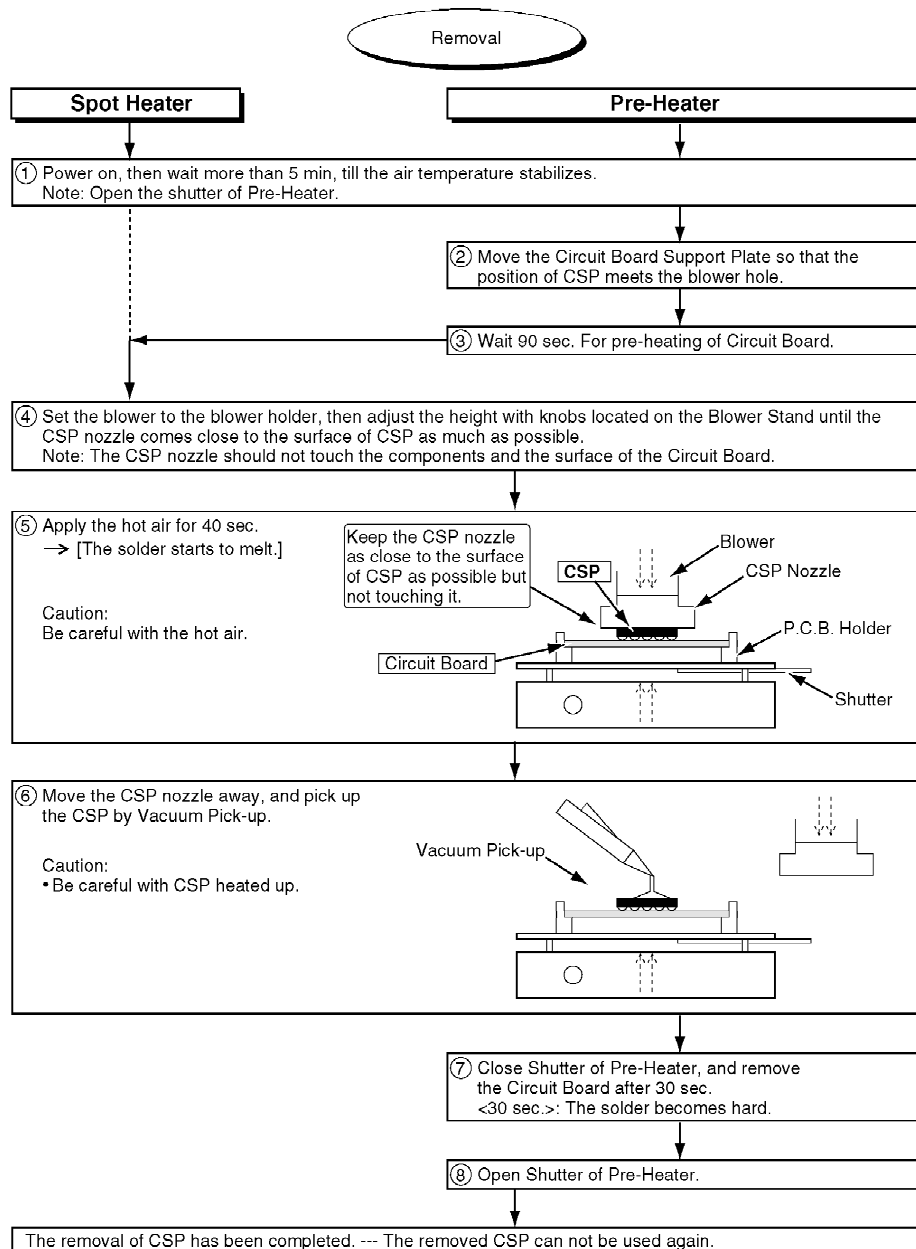 Removal
Spot Heater
Pre-Heater
① Power on, then wait more than 5 min, till the air temperature stabilizes.
Note: Open the shutter of Pre-Heater.
② Move the Circuit Board Support Plate so that the
position of CSP meets the blower hole.
③ Wait 90 sec. For pre-heating of Circuit Board.
④ Set the blower to the blower holder, then adjust the height with knobs located on the Blower Stand until the
CSP nozzle comes close to the surface of CSP as much as possible.
Note: The CSP nozzle should not touch the components and the surface of the Circuit Board.
⑤ Apply the hot air for 40 sec.
→ [The solder starts to melt.]
Caution:
Be careful with the hot air.
Keep the CSP nozzle
as close to the surface
of CSP as possible but
not touching it.
CSP
Blower
CSP Nozzle
P.C.B. Holder
Circuit Board
Shutter
⑥ Move the CSP nozzle away, and pick up
the CSP by Vacuum Pick-up.
Caution:
• Be careful with CSP heated up.
Vacuum Pick-up
⑦ Close Shutter of Pre-Heater, and remove
the Circuit Board after 30 sec.
<30 sec.>: The solder becomes hard.
⑧ Open Shutter of Pre-Heater.
The removal of CSP has been completed. --- The removed CSP can not be used again.